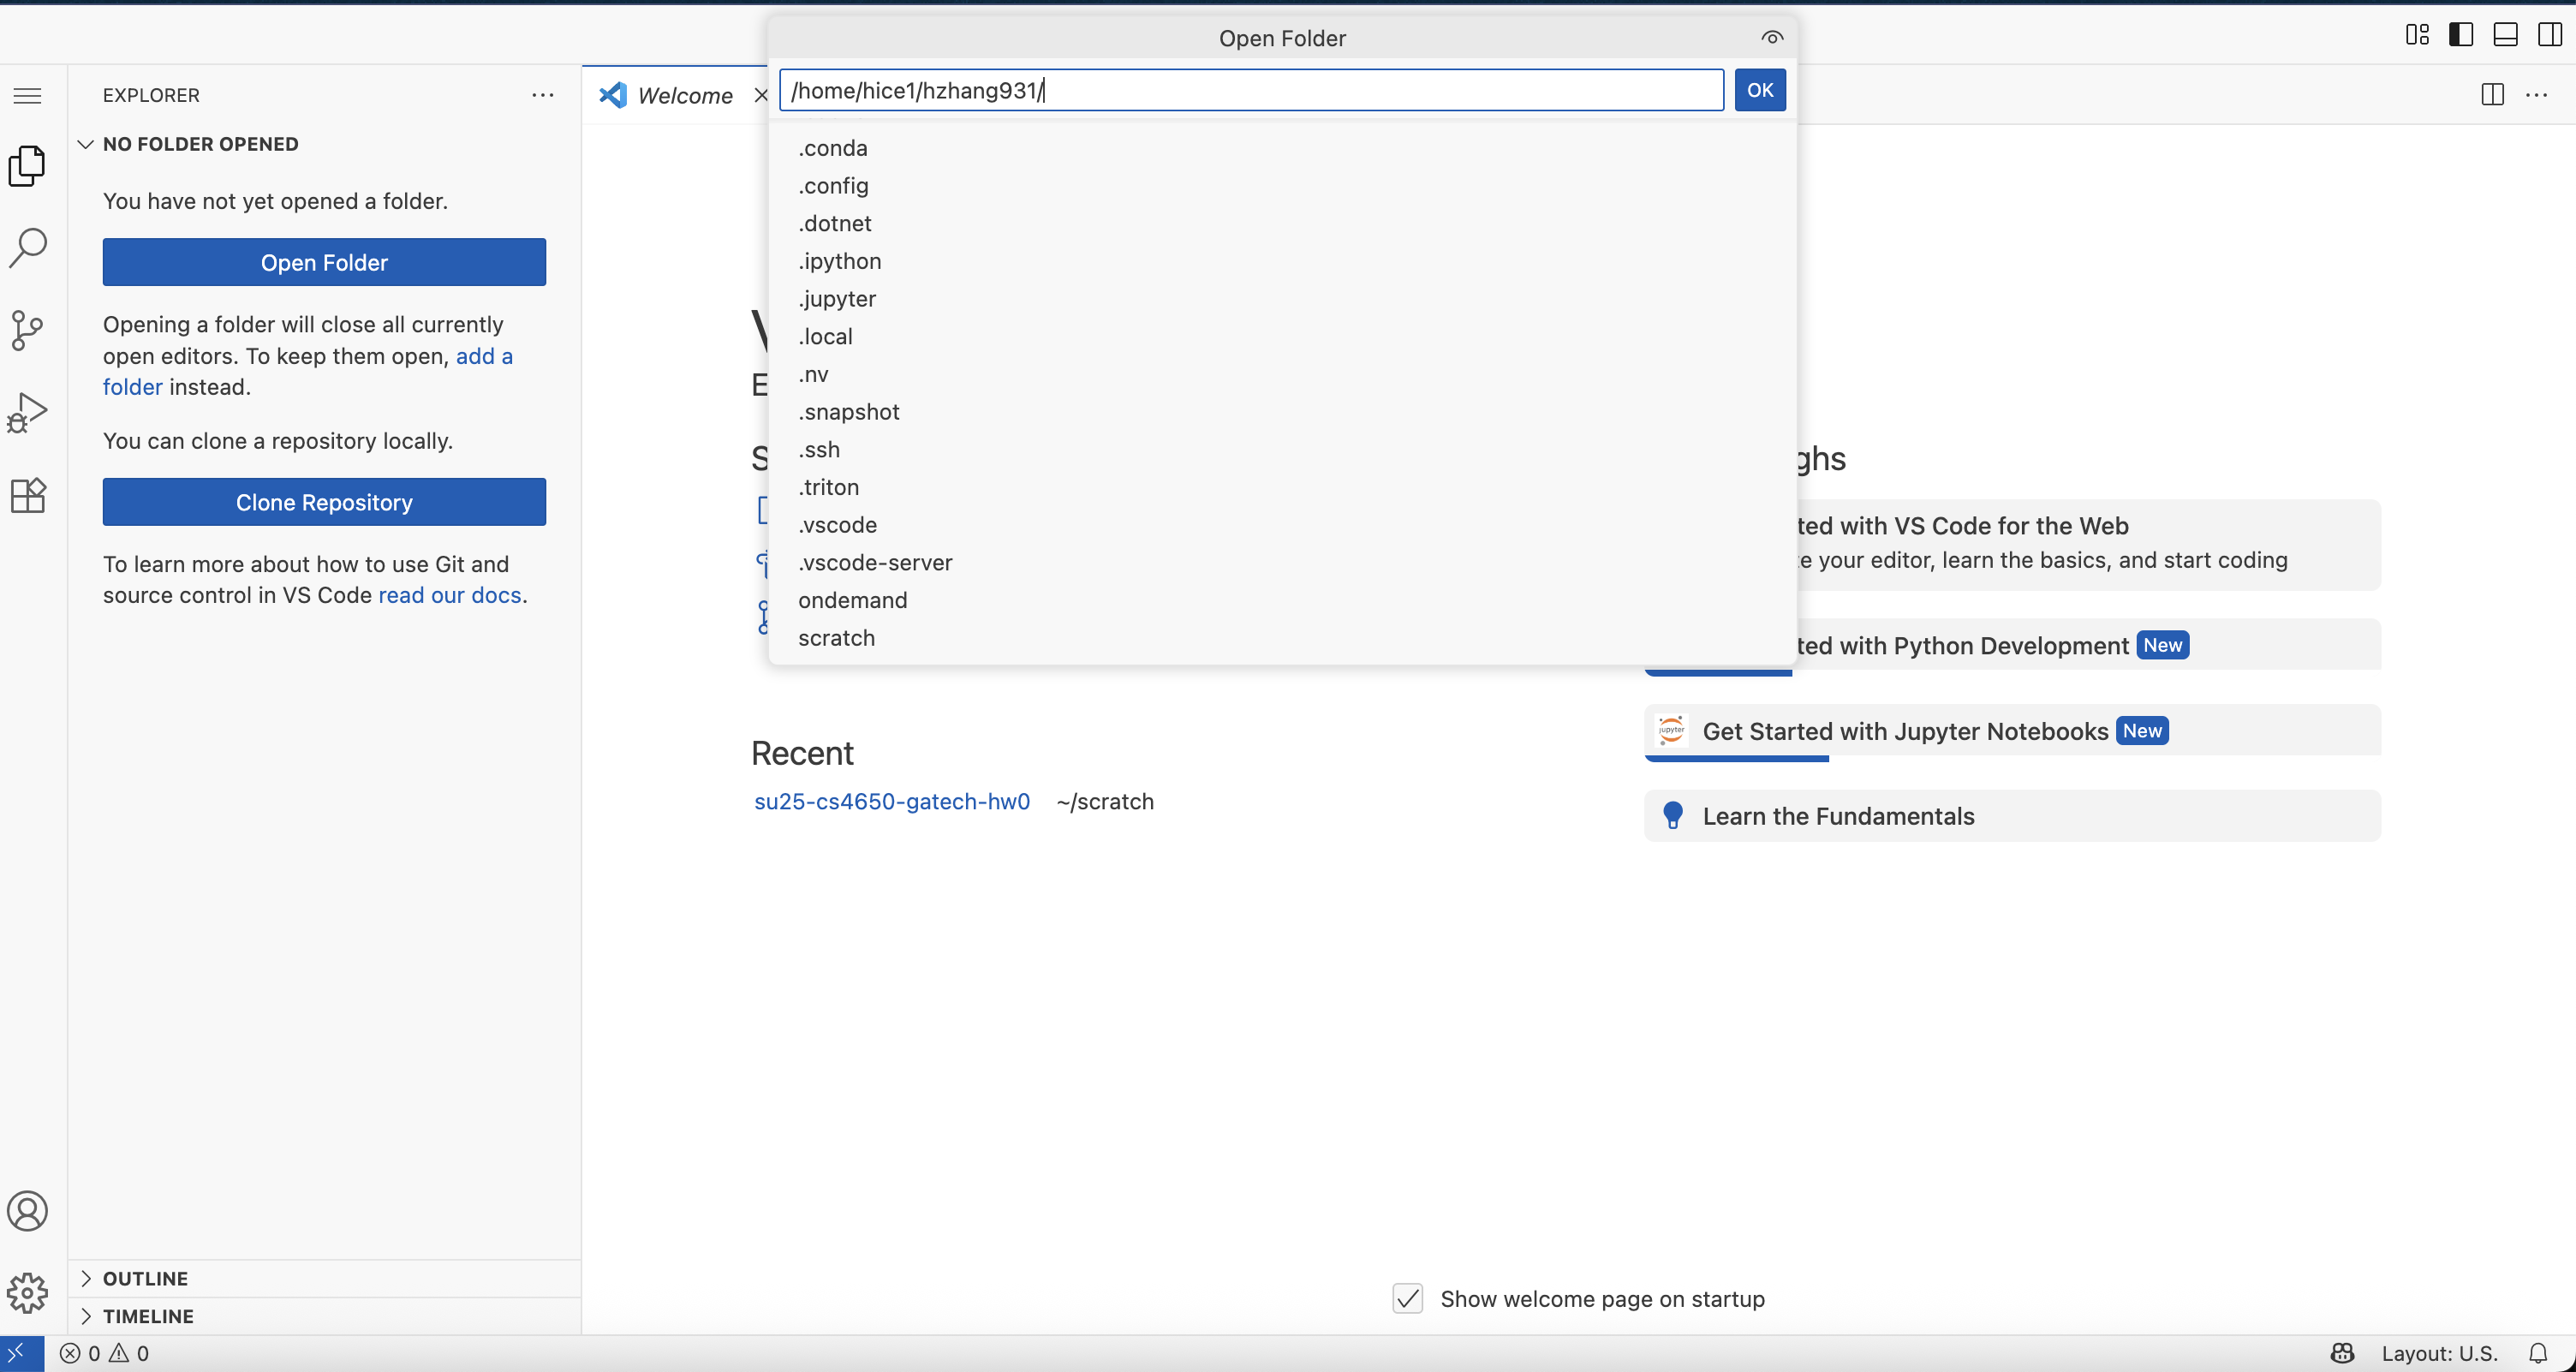 Open Folder
/home/hice1/hzhang931/
OK
EXPLORER
Welcome
NO FOLDER OPENED
You have not yet opened a folder.
Open Folder
Opening a folder will close all currently
open editors. To keep them open, add a
folder instead.
You can clone a repository locally.
Clone Repository
To learn more about how to use Git and
source control in VS Code read our docs.
.conda
.config
.dotnet
.ipython
.jupyter
.local
.nv
.snapshot
.ssh
.triton
.vscode
.vscode-server
ondemand
scratch
with VS Code for the Web
your editor, learn the basics, and start coding
with Python Development New
jupyter
Get Started with Jupyter Notebooks New
Learn the Fundamentals
Recent
su25-cs4650-gatech-hw0 ~/scratch
Show welcome page on startup
OUTLINE
TIMELINE
0 0
Layout: U.S.